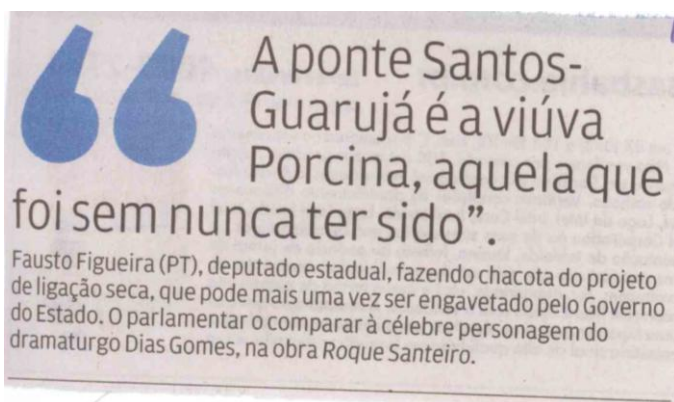 A ponte Santos-
Guarujá é a viúva
Porcina, aquela que
foi sem nunca ter sido”.
Fausto Figueira (PT), deputado estadual, fazendo chacota do projeto
de ligação seca, que pode mais uma vez ser engavetado pelo Governo
do Estado. O parlamentar o comparar à célebre personagem do
dramaturgo Dias Gomes, na obra Roque Santeiro.